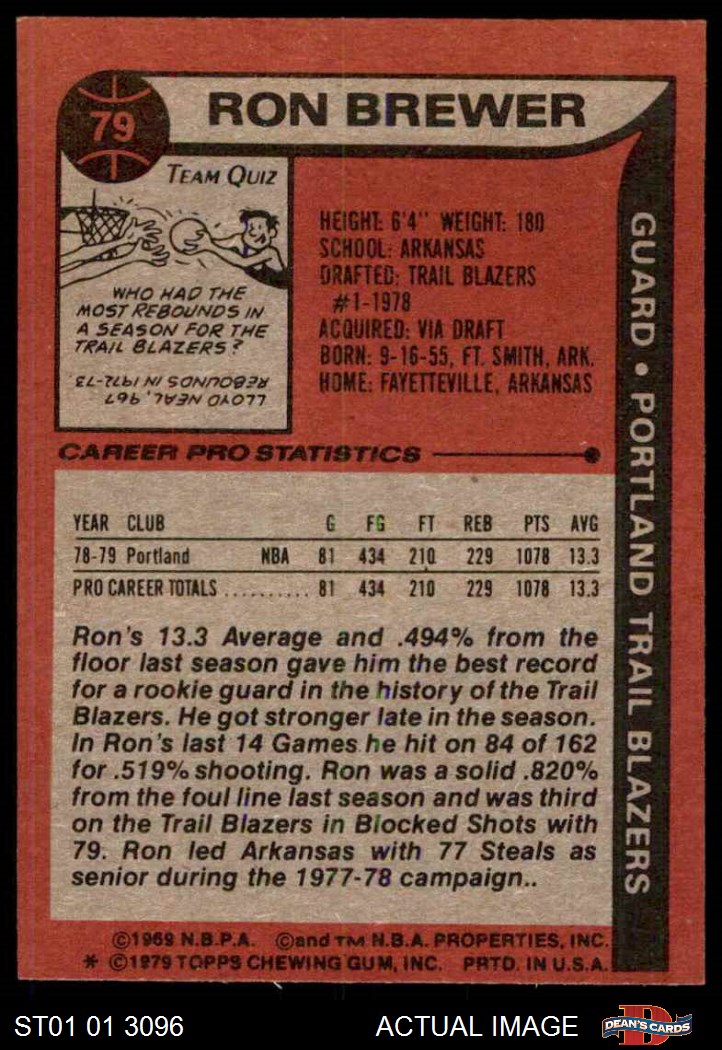 79
RON BREWER
TEAM QUIZ
WHO HAD THE
MOST REBOUNDS IN
A SEASON FOR THE
TRAIL BLAZERS?
LLOYD NEAL, 967
REBOUNDS IN 1972-73.
HEIGHT: 6'4" WEIGHT: 180
SCHOOL: ARKANSAS
DRAFTED: TRAIL BLAZERS
#1-1978
ACQUIRED: VIA DRAFT
BORN: 9-16-55, FT. SMITH, ARK.
HOME: FAYETTEVILLE, ARKANSAS
GUARD • PORTLAND TRAIL BLAZERS
CAREER PRO STATISTICS
YEAR CLUB G FG FT REB PTS AVG
78-79 Portland NBA 81 434 210 229 1078 13.3
PRO CAREER TOTALS .......... 81 434 210 229 1078 13.3
Ron's 13.3 Average and .494% from the
floor last season gave him the best record
for a rookie guard in the history of the Trail
Blazers. He got stronger late in the season.
In Ron's last 14 Games he hit on 84 of 162
for .519% shooting. Ron was a solid .820%
from the foul line last season and was third
on the Trail Blazers in Blocked Shots with
79. Ron led Arkansas with 77 Steals as
senior during the 1977-78 campaign..
©1969 N.B.P.A. ©and TM N.B.A. PROPERTIES, INC.
* ©1979 TOPPS CHEWING GUM, INC. PRTD. IN U.S.A.
ST01 01 3096 ACTUAL IMAGE
D
DEAN'S CARDS